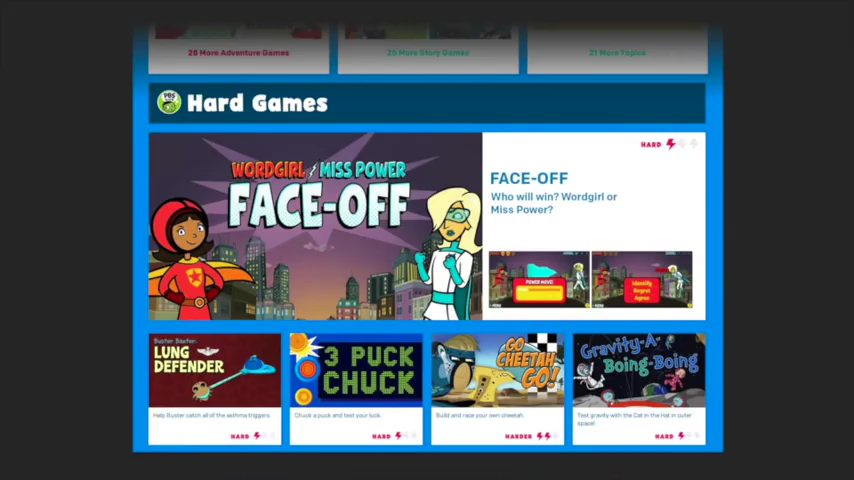 28 More Adventure Games
25 More Story Games
21 More Topics
PBS
Hard Games
WORDGIRL MISS POWER
FACE-OFF
HARD
FACE-OFF
Who will win? Wordgirl or
Miss Power?
POWER MOVE!
Identify
Regret
Agree
Buster Baxter:
LUNG
DEFENDER
Help Buster catch all of the asthma triggers
HARD
3 PUCK
CHUCK
Chuck a puck and test your luck.
HARD
GO
CHEETAH
GO!
Build and race your own cheetah.
HARDER
Gravity-A-
Boing-Boing
Test gravity with the Cat in the Hat in outer
space!
HARD